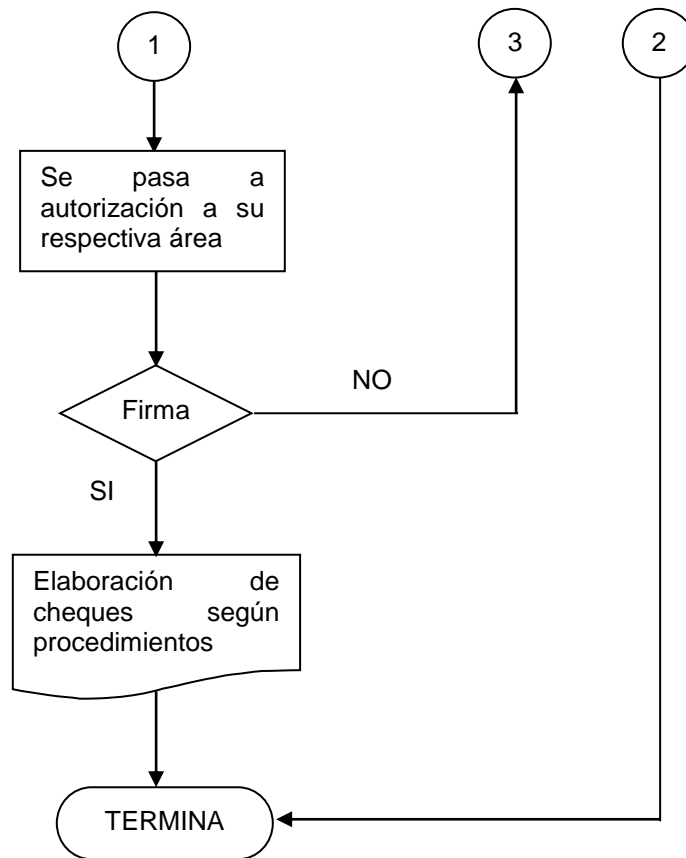 1
3
2
Se pasa a
autorización a su
respectiva área
NO
Firma
SI
Elaboración de
cheques según
procedimientos
TERMINA